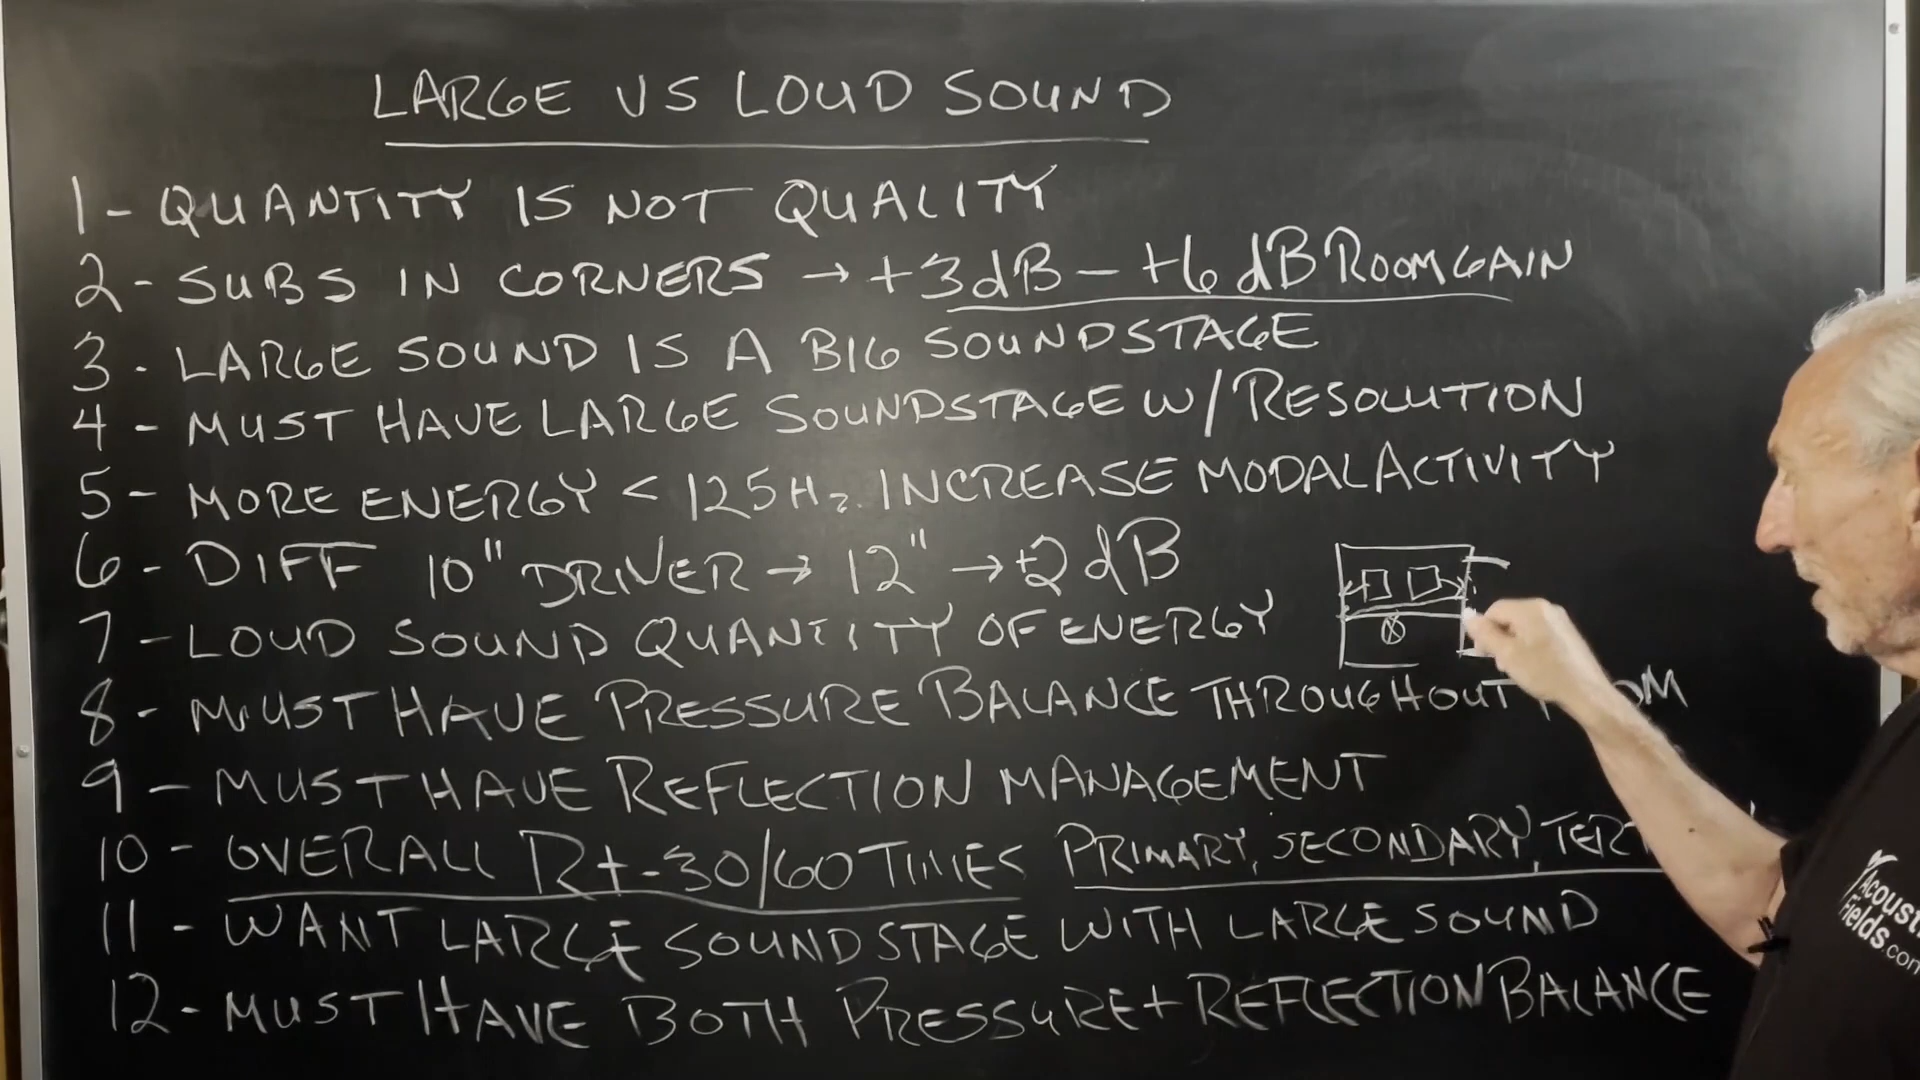 LARGE VS LOUD SOUND
1 - QUANTITY IS NOT QUALITY
2 - SUBS IN CORNERS → +3dB - +6dB ROOM GAIN
3 - LARGE SOUND IS A BIG SOUNDSTAGE
4 - MUST HAVE LARGE SOUNDSTAGE W/ RESOLUTION
5 - MORE ENERGY < 125Hz. INCREASE MODAL ACTIVITY
6 - DIFF 10" DRIVER → 12" → +2dB
7 - LOUD SOUND QUANTITY OF ENERGY
8 - MUST HAVE PRESSURE BALANCE THROUGHOUT
9 - MUST HAVE REFLECTION MANAGEMENT
10 - OVERALL Rt-30/60 TIMES PRIMARY, SECONDARY,
11 - WANT LARGE SOUNDSTAGE WITH LARGE SOUND
12 - MUST HAVE BOTH PRESSURE + REFLECTION BALANCE
Fields.com